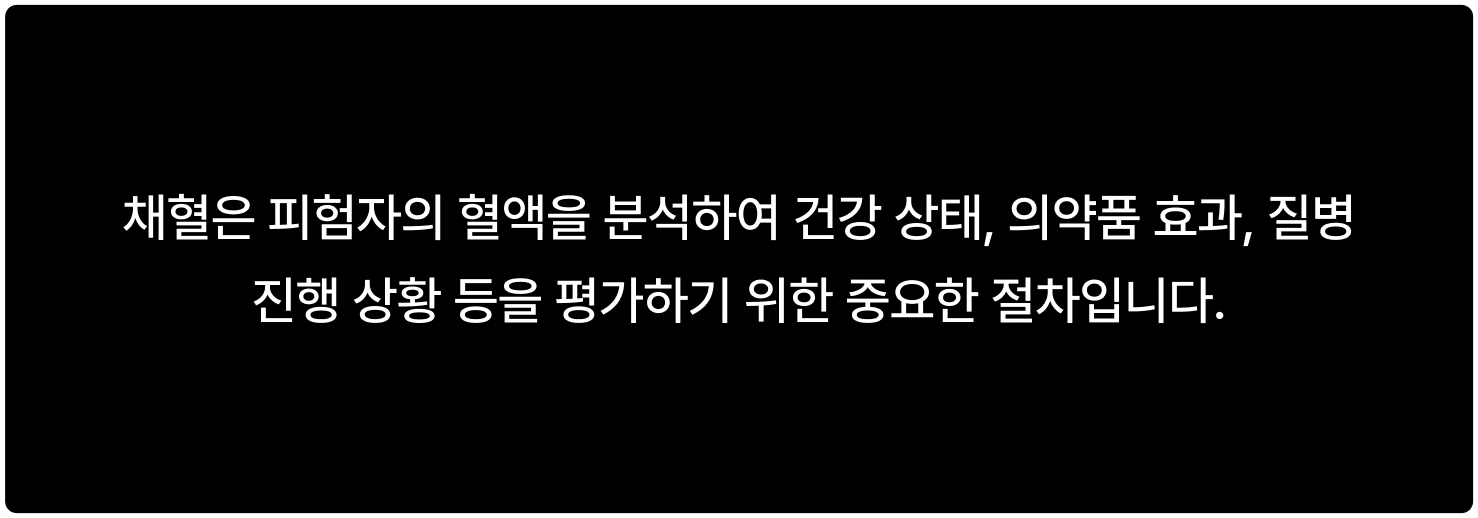 채혈은 피험자의 혈액을 분석하여 건강 상태, 의약품 효과, 질병
진행 상황 등을 평가하기 위한 중요한 절차입니다.